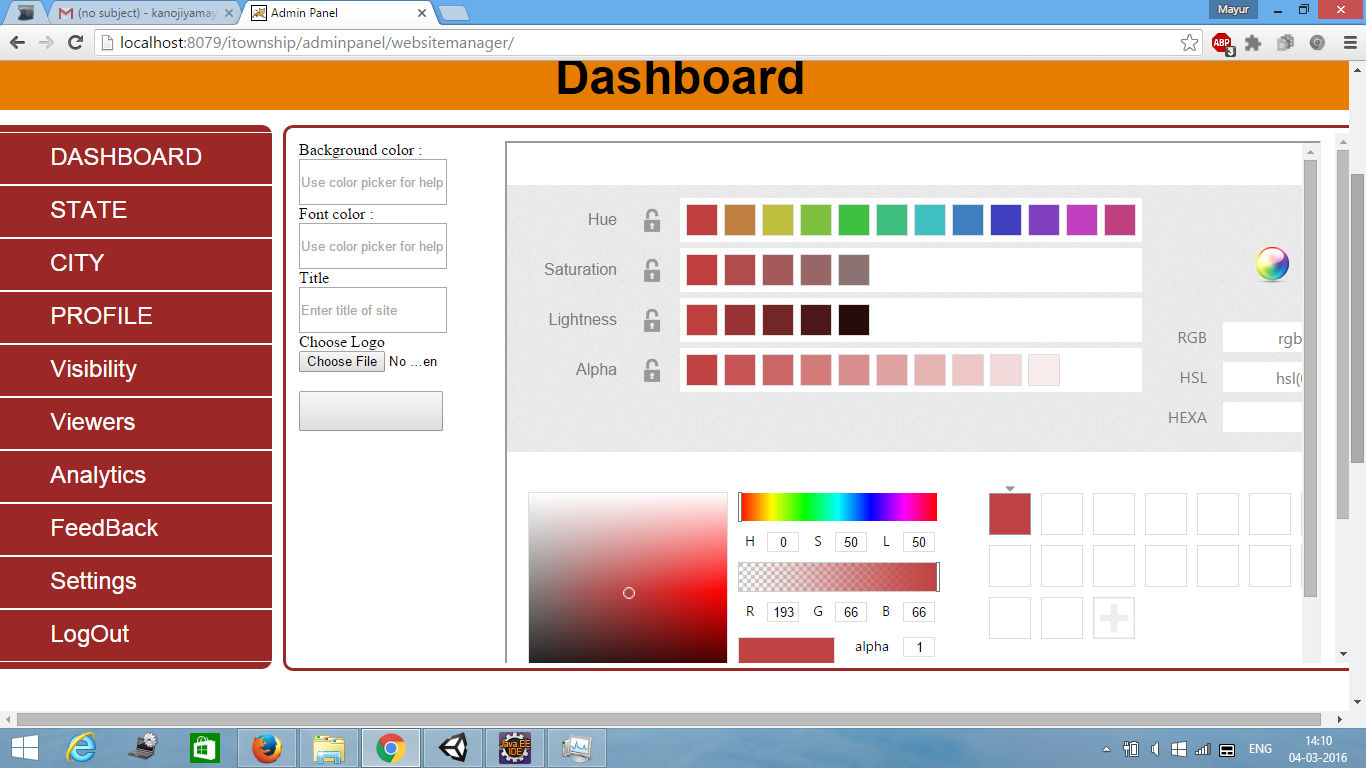 (no subject) - kanojiyamay
Admin Panel
Mayur
localhost:8079/itownship/adminpanel/websitemanager/
ABP
3
Dashboard
DASHBOARD
STATE
CITY
PROFILE
Visibility
Viewers
Analytics
FeedBack
Settings
LogOut
Background color :
Use color picker for help
Font color :
Use color picker for help
Title
Enter title of site
Choose Logo
Choose File No ...en
Hue
Saturation
Lightness
Alpha
RGB rgb
HSL hsl(
HEXA
H 0 S 50 L 50
R 193 G 66 B 66
alpha 1
Java EE
IDE
ENG
14:10
04-03-2016